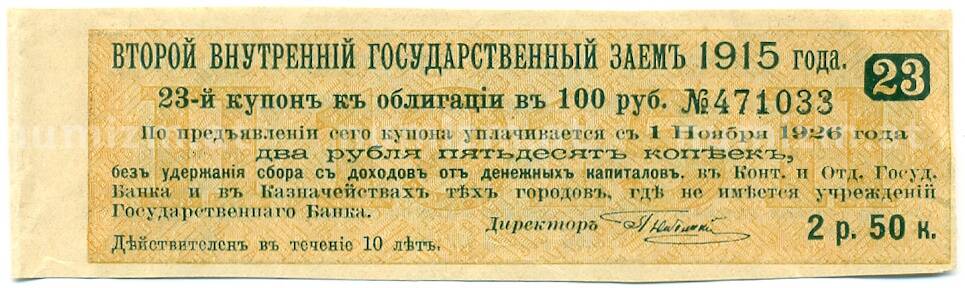 ВТОРОЙ ВНУТРЕННІЙ ГОСУДАРСТВЕННЫЙ ЗАЕМЪ 1915 года. 23
23-й купонъ къ облигаціи въ 100 руб. №471033
По предъявленіи сего купона уплачивается съ 1 Ноября 1926 года
два рубля пятьдесятъ копѣекъ,
безъ удержанія сбора съ доходовъ отъ денежныхъ капиталовъ. въ Конт. и Отд. Госуд.
Банка и въ Казначействахъ тѣхъ городовъ, гдѣ не имѣется учрежденій
Государственнаго Банка.
Директоръ
2 р. 50 к.
Дѣйствителенъ въ теченіе 10 лѣтъ.